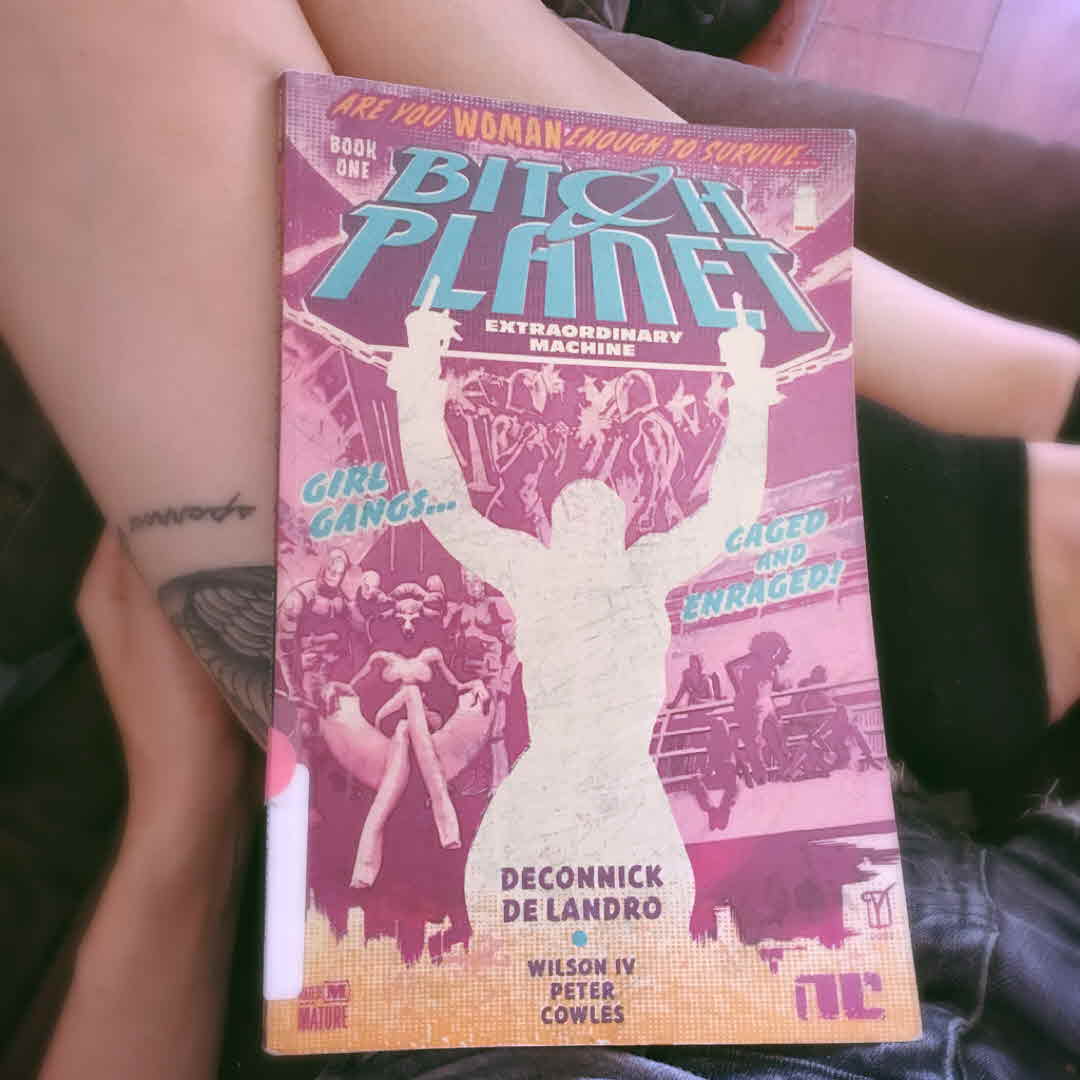 ARE YOU WOMAN ENOUGH TO SURVIVE...
BOOK
ONE
BITCH
PLANET
EXTRAORDINARY
MACHINE
GIRL
GANGS...
CAGED
AND
ENRAGED!
DECONNICK
DE LANDRO
WILSON IV
PETER
COWLES
M
MATURE
NC